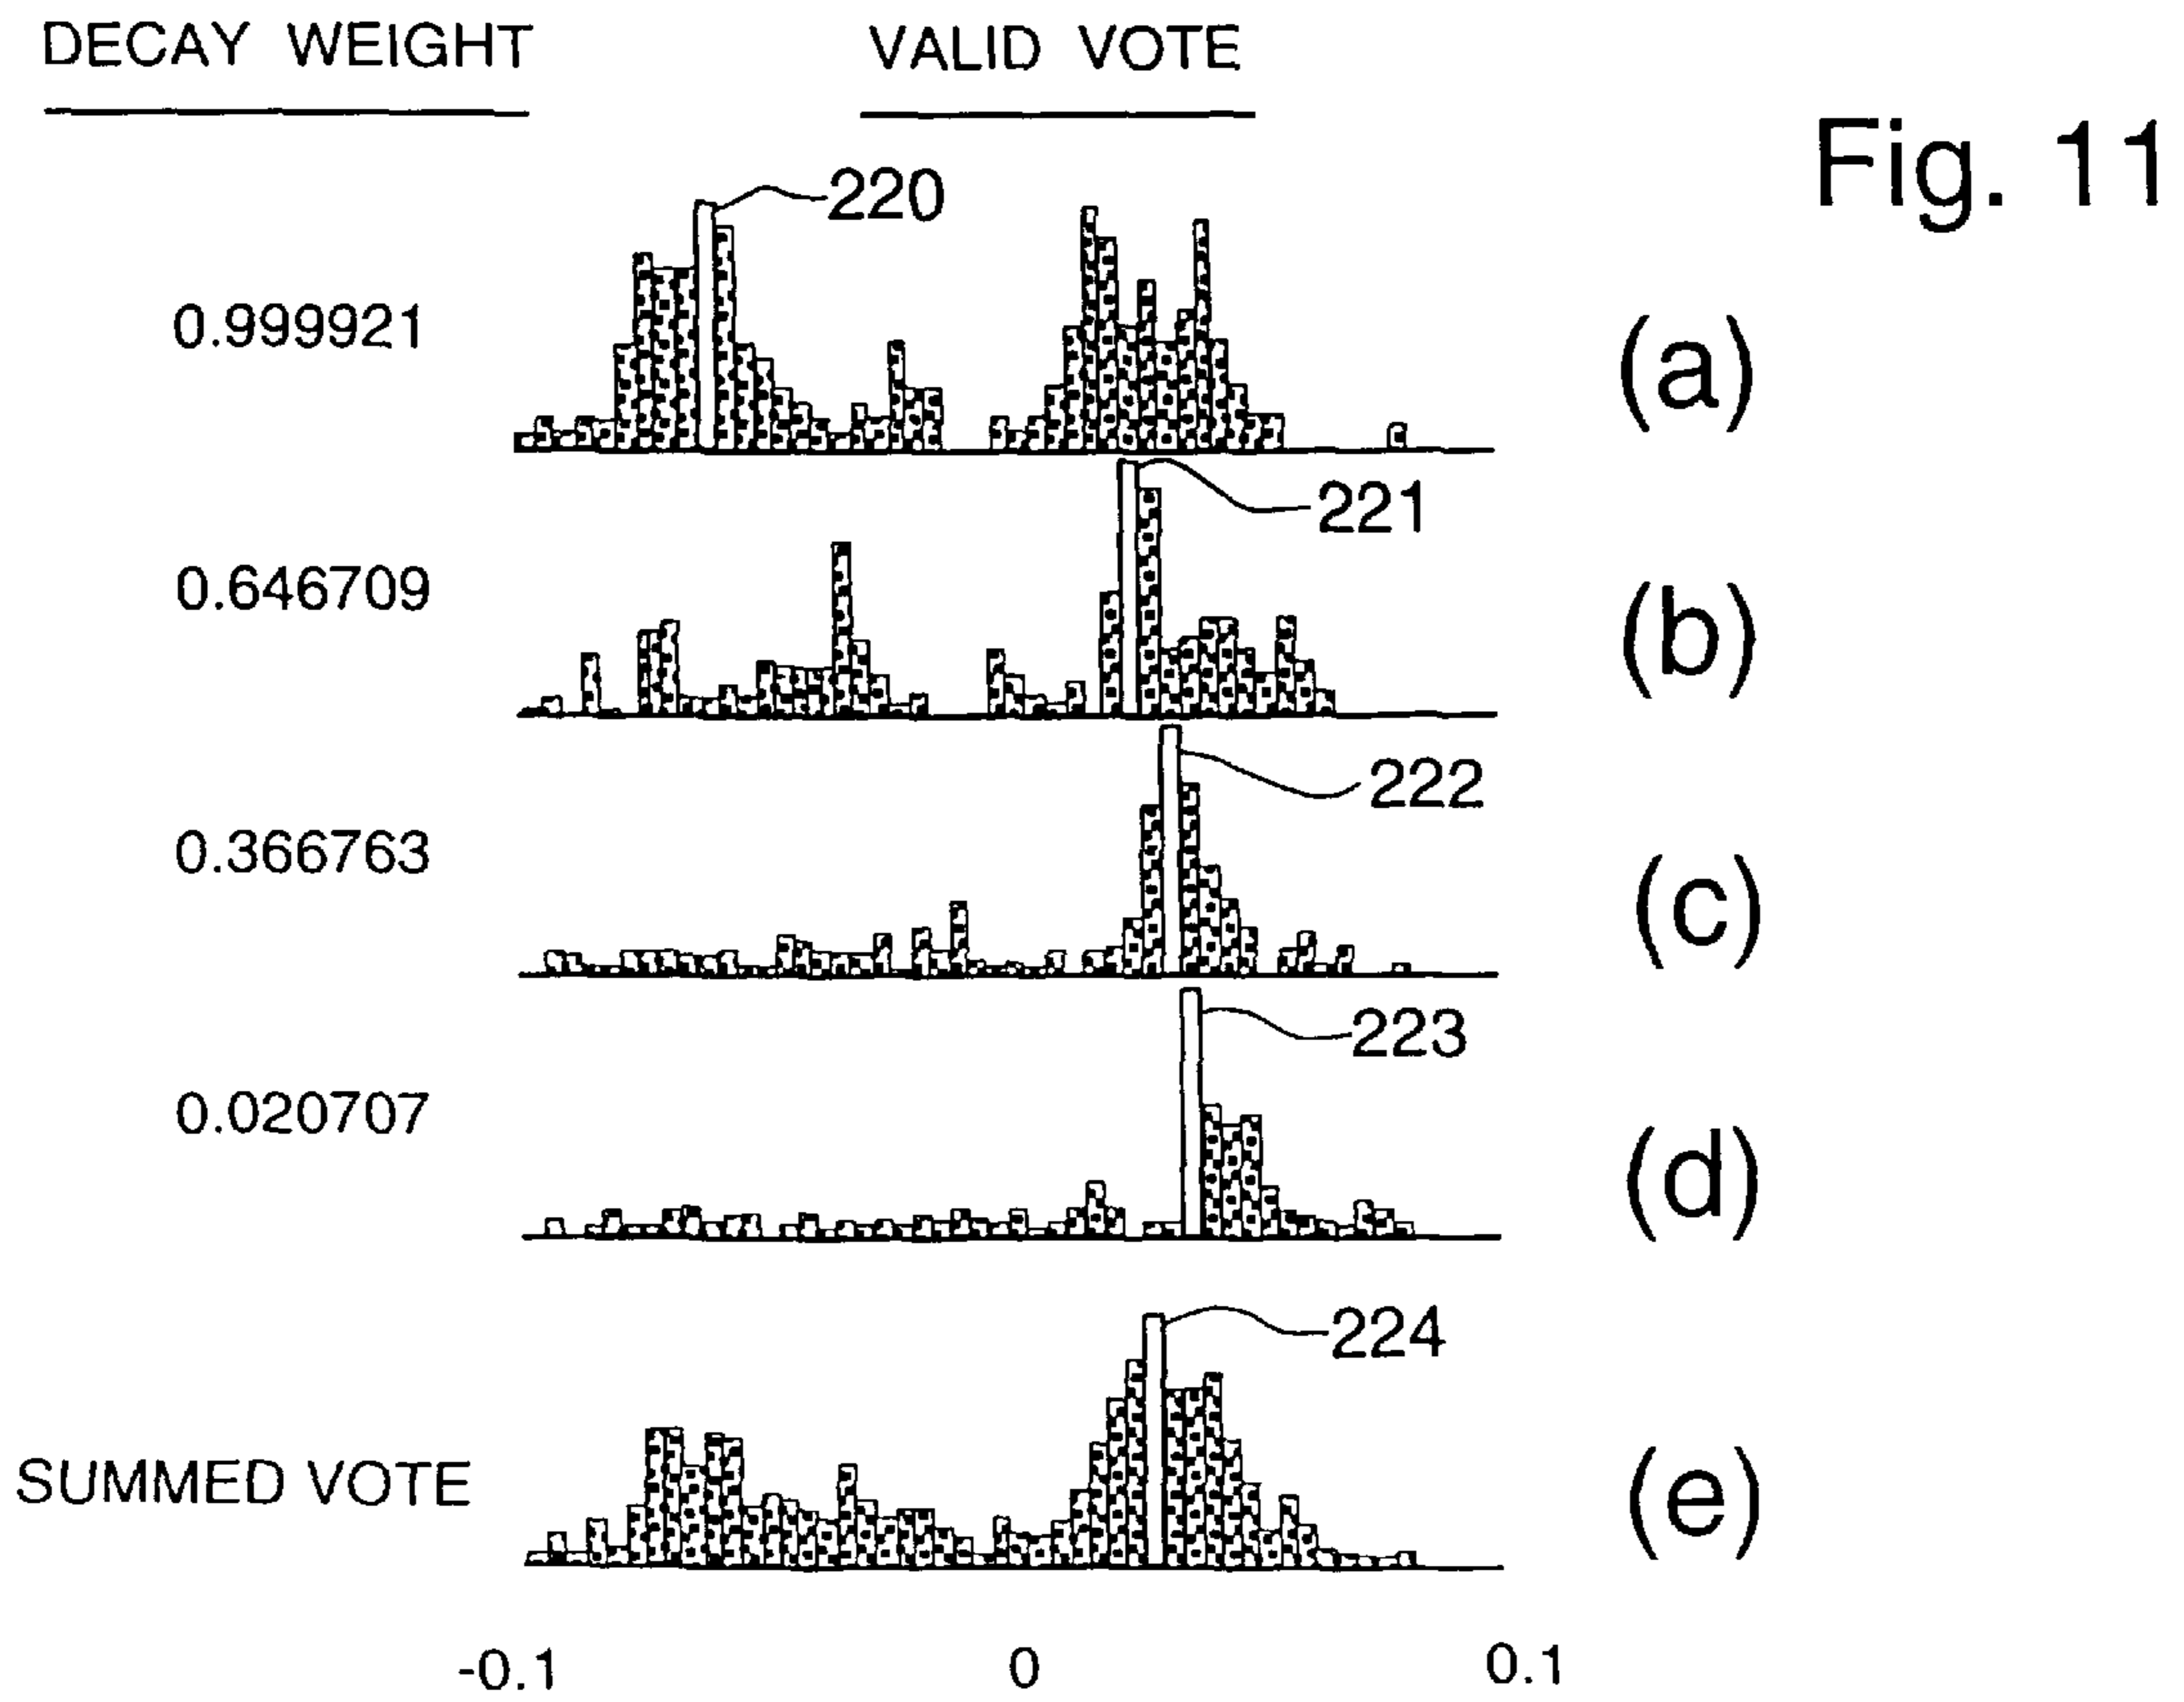 DECAY WEIGHT
VALID VOTE
Fig. 11
220
0.999921
(a)
221
0.646709
(b)
222
0.366763
(c)
223
0.020707
(d)
224
SUMMED VOTE
(e)
-0.1
0
0.1